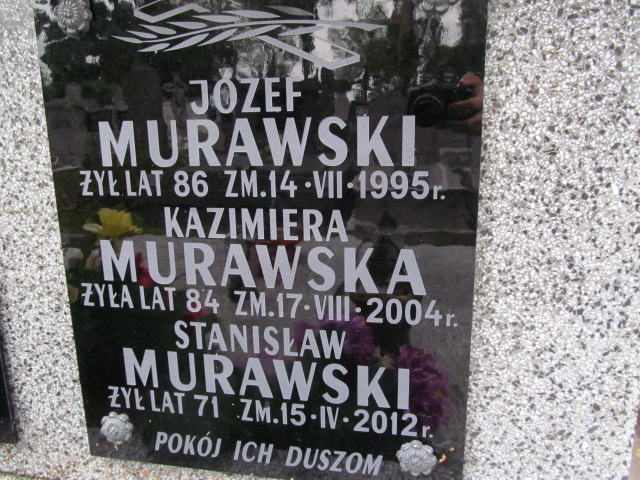 JÓZEF
MURAWSKI
ŻYŁ LAT 86 ZM.14·VII·1995r.
KAZIMIERA
MURAWSKA
ŻYŁA LAT 84 ZM.17·VIII·2004r.
STANISŁAW
MURAWSKI
ŻYŁ LAT 71 ZM.15·IV·2012r.
POKÓJ ICH DUSZOM